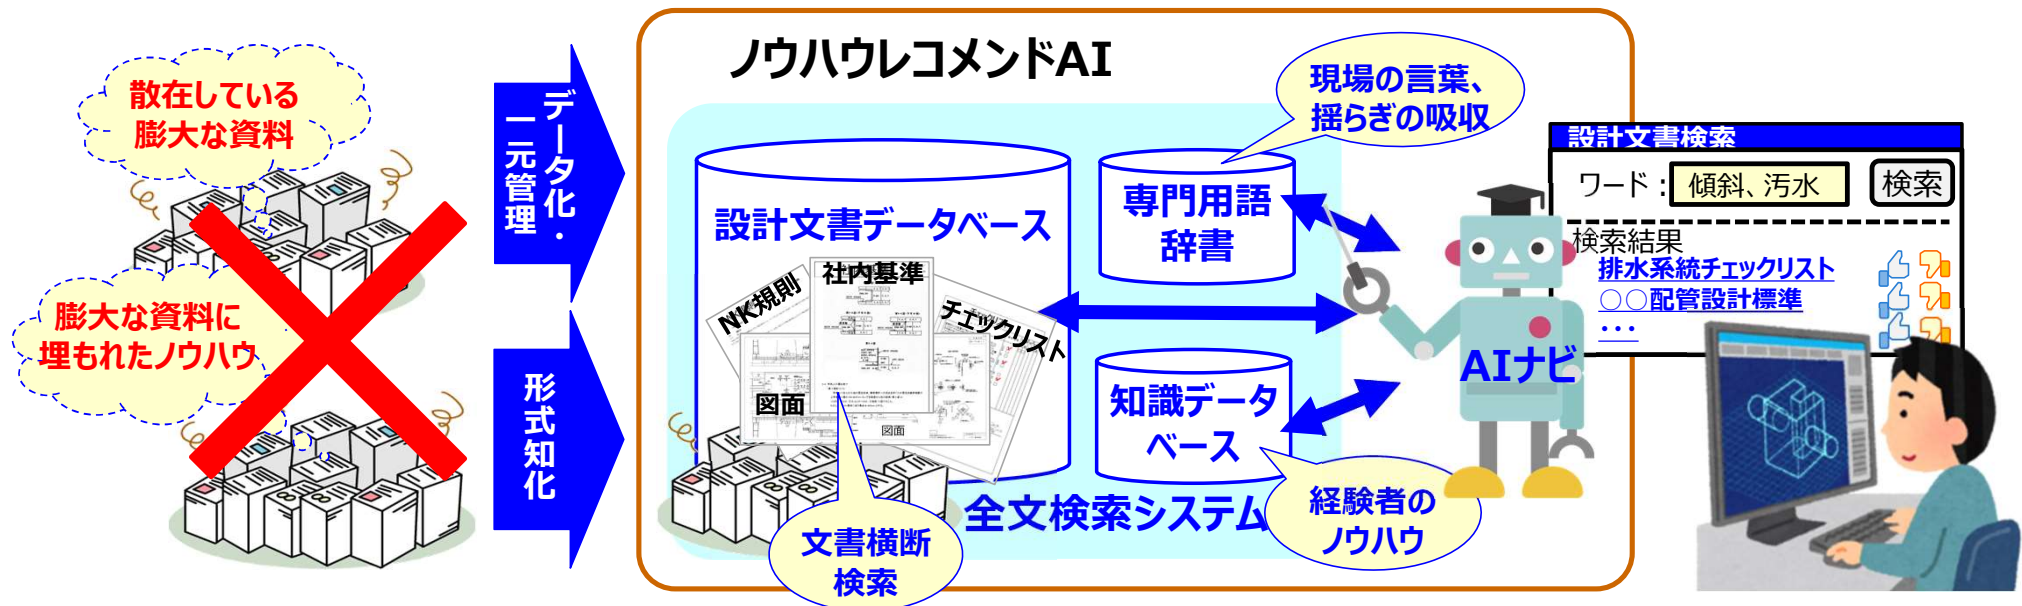 散在している
膨大な資料
膨大な資料に
埋もれたノウハウ
データ化・
一元管理
形式知化
ノウハウレコメンドAI
現場の言葉、
揺らぎの吸収
設計文書データベース
専門用語
辞書
NK規則
社内基準
チェックリスト
図面
図面
知識データ
ベース
全文検索システム
文書横断
検索
経験者の
ノウハウ
AIナビ
設計文書検索
ワード：
傾斜、汚水
検索
検索結果
排水系統チェックリスト
○○配管設計標準
・・・